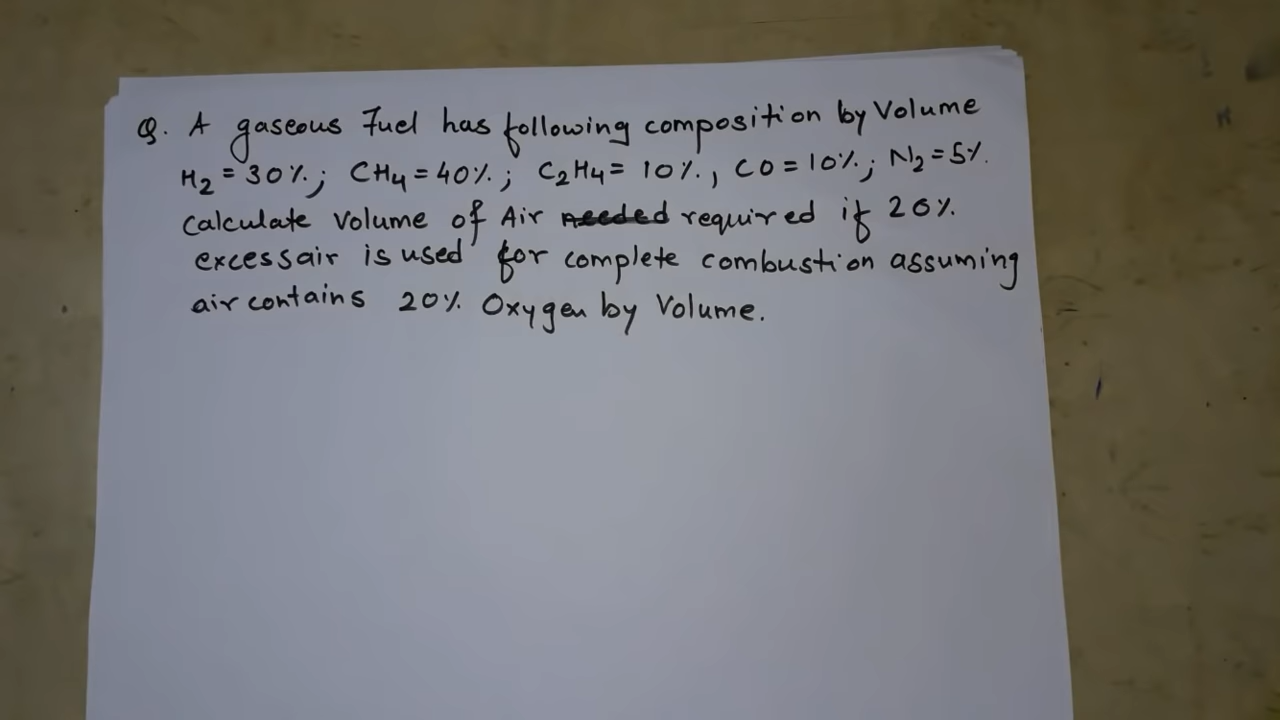 Q. A gaseous Fuel has following composition by Volume
H₂ = 30%; CH₄ = 40%; C₂H₄ = 10%, CO = 10%; N₂ = 5%.
Calculate Volume of Air needed required if 20%
excess air is used for complete combustion assuming
air contains 20% Oxygen by Volume.